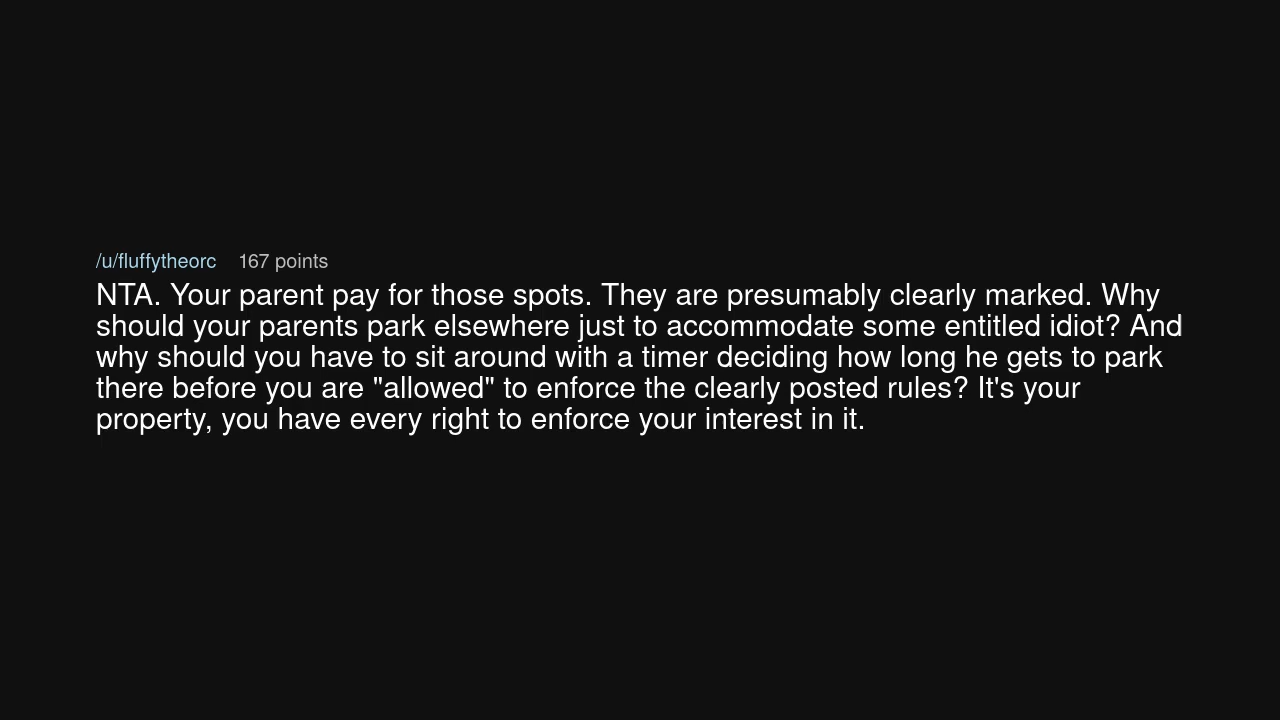 /u/fluffytheorc 167 points
NTA. Your parent pay for those spots. They are presumably clearly marked. Why
should your parents park elsewhere just to accommodate some entitled idiot? And
why should you have to sit around with a timer deciding how long he gets to park
there before you are "allowed" to enforce the clearly posted rules? It's your
property, you have every right to enforce your interest in it.